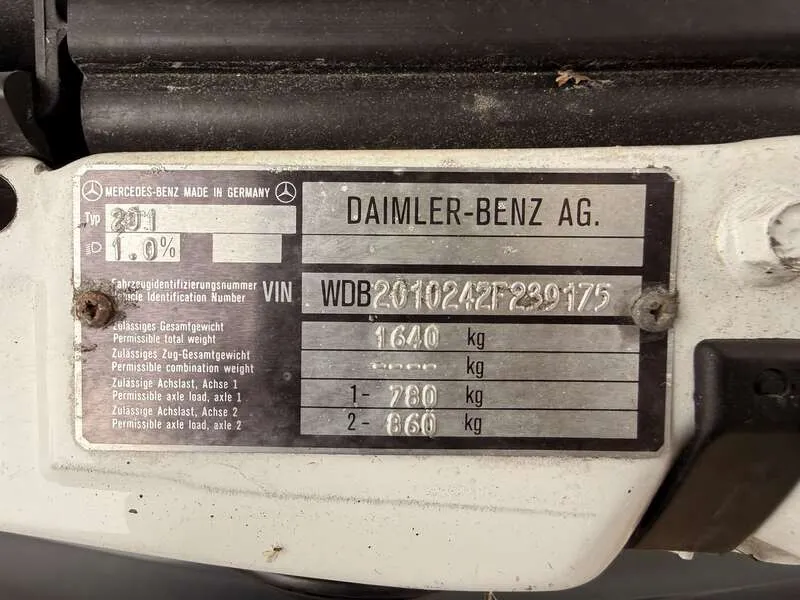 MERCEDES-BENZ MADE IN GERMANY
DAIMLER-BENZ AG.
Typ 201
1.0%
Fahrzeugidentifizierungsnummer
Vehicle Identification Number
VIN WDB2010242F239175
Zulässiges Gesamtgewicht
Permissible total weight
1640 kg
Zulässiges Zug-Gesamtgewicht
Permissible combination weight
---- kg
Zulässige Achslast, Achse 1
Permissible axle load, axle 1
1- 780 kg
Zulässige Achslast, Achse 2
Permissible axle load, axle 2
2- 860 kg